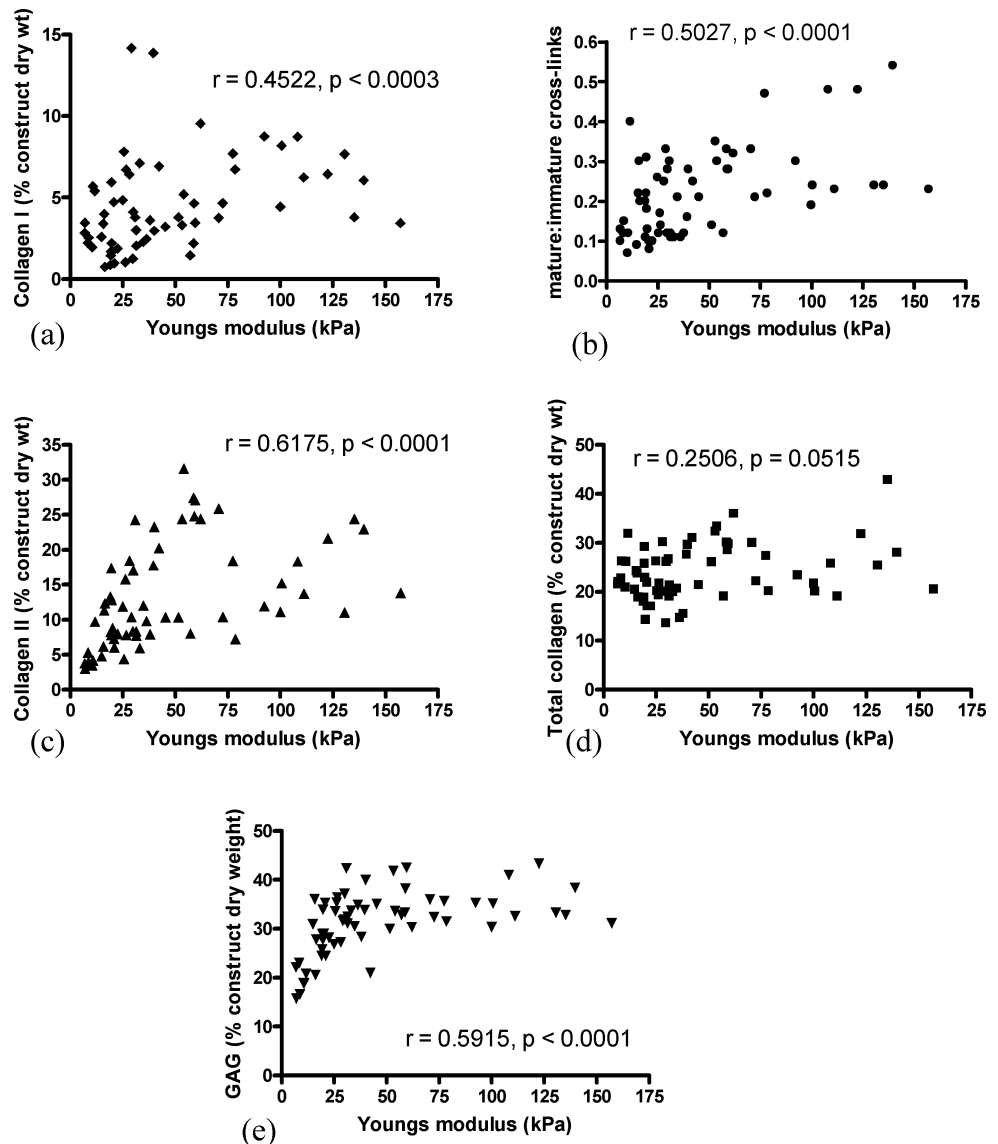 15
10
5
0
Collagen I (% construct dry wt)
r = 0.4522, p < 0.0003
0 25 50 75 100 125 150 175
Youngs modulus (kPa)
(a)
0.6
0.5
0.4
0.3
0.2
0.1
0.0
mature:immature cross-links
r = 0.5027, p < 0.0001
0 25 50 75 100 125 150 175
Youngs modulus (kPa)
(b)
35
30
25
20
15
10
5
0
Collagen II (% construct dry wt)
r = 0.6175, p < 0.0001
0 25 50 75 100 125 150 175
Youngs modulus (kPa)
(c)
50
40
30
20
10
0
Total collagen (% construct dry wt)
r = 0.2506, p = 0.0515
0 25 50 75 100 125 150 175
Youngs modulus (kPa)
(d)
50
40
30
20
10
0
GAG (% construct dry weight)
r = 0.5915, p < 0.0001
0 25 50 75 100 125 150 175
Youngs modulus (kPa)
(e)